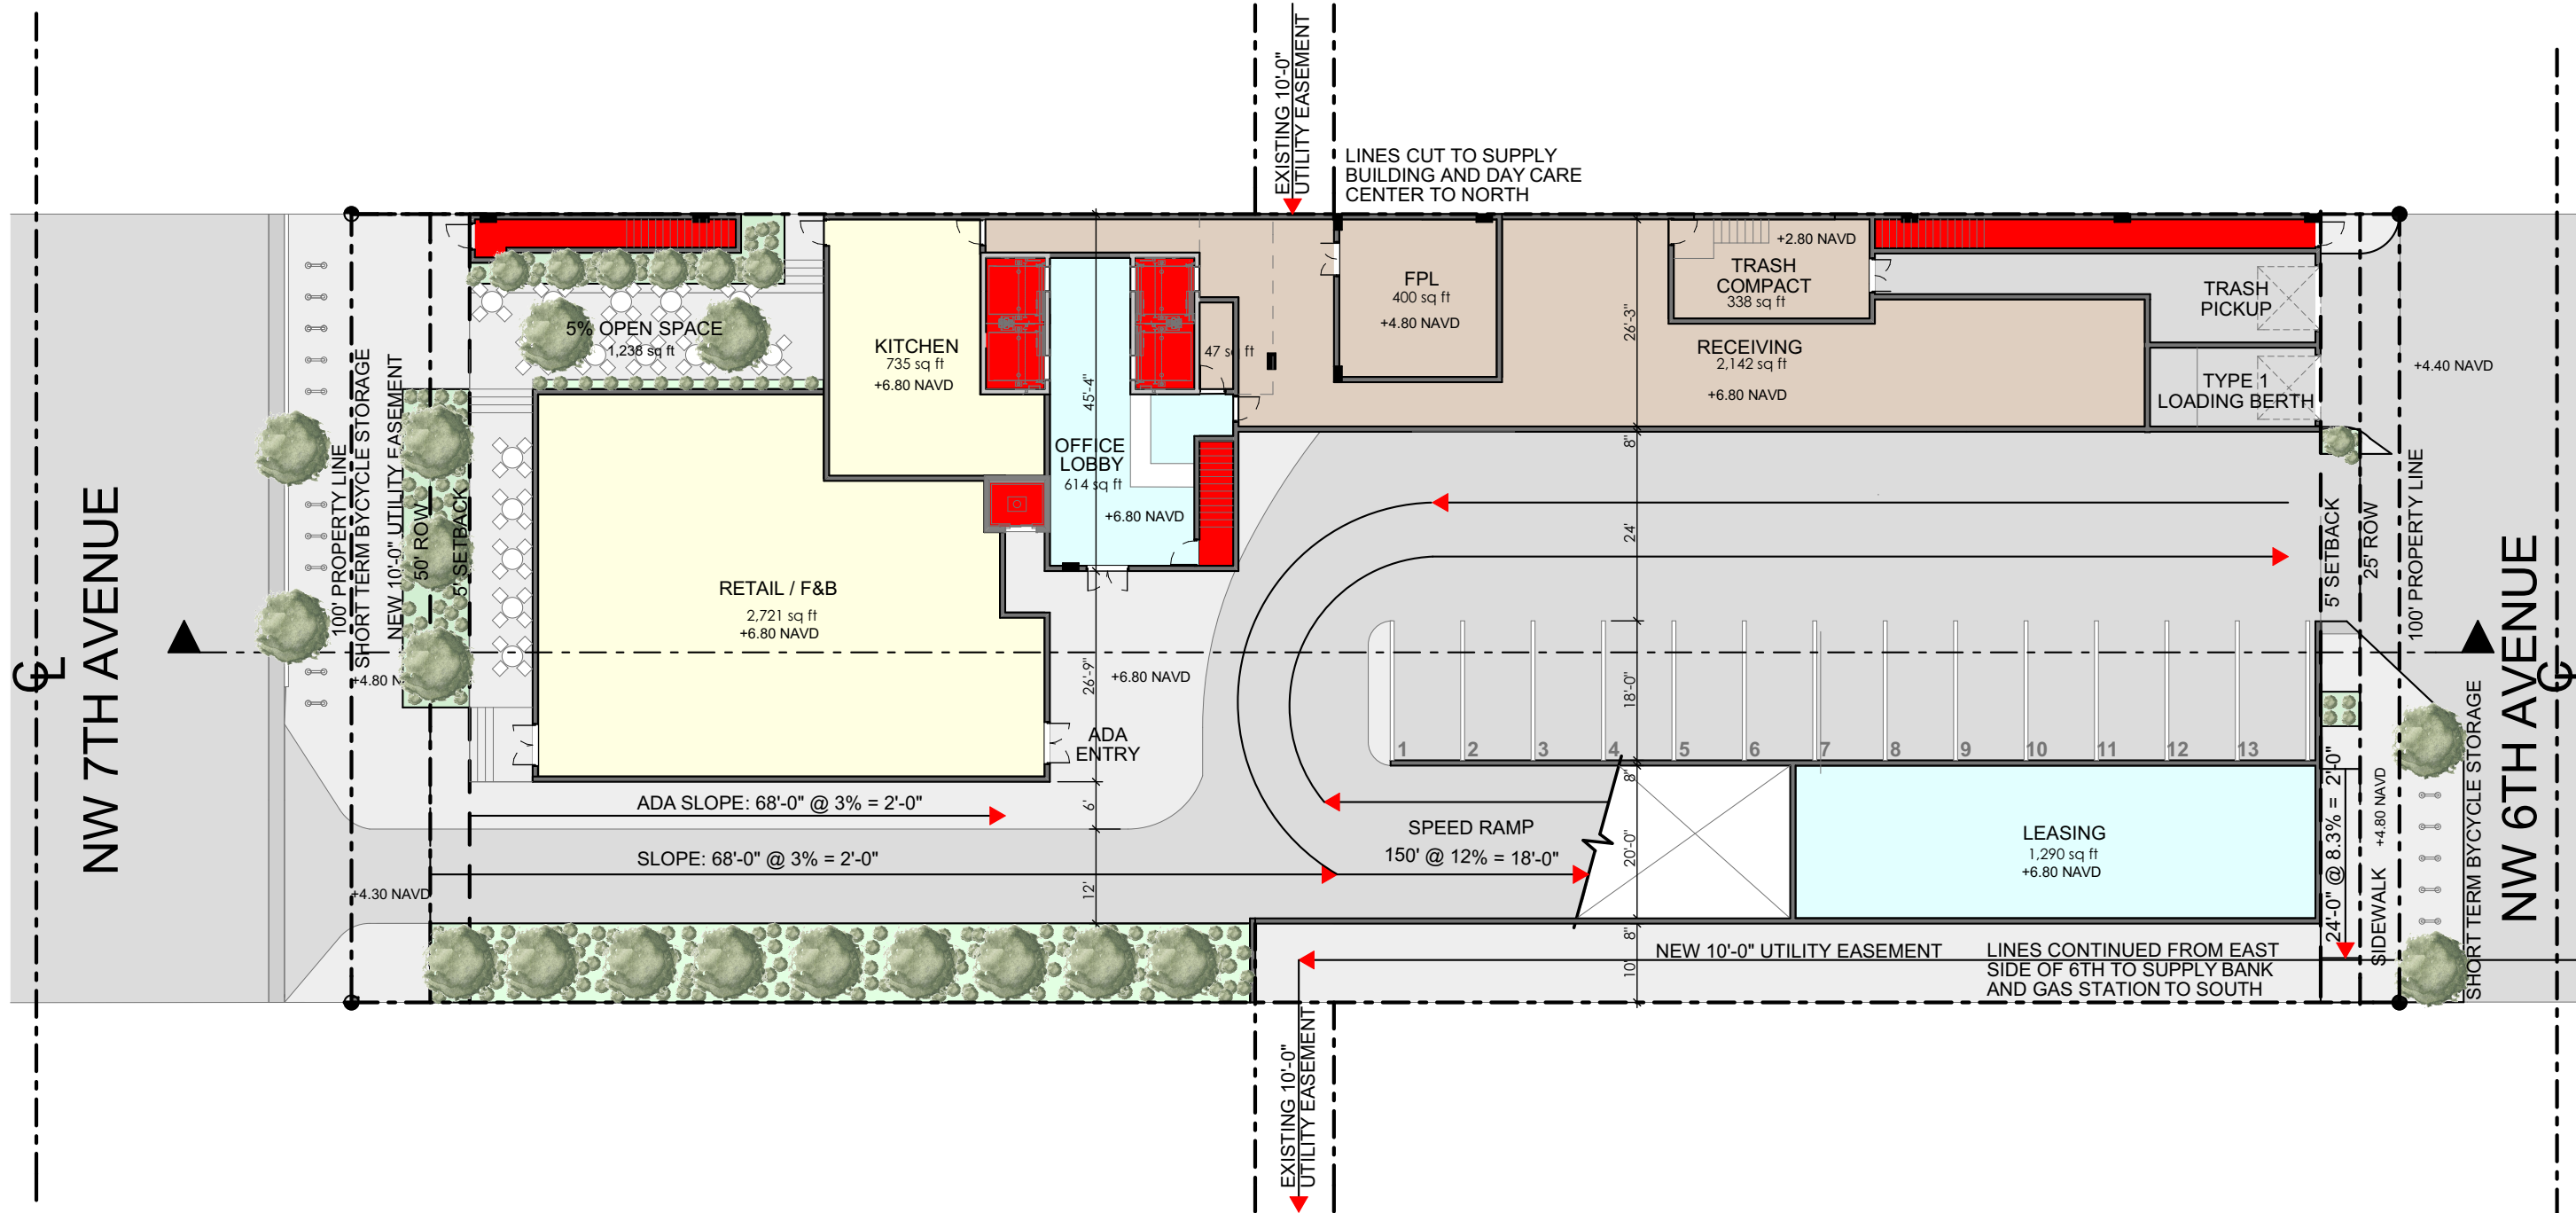 EXISTING 10'-0"
UTILITY EASEMENT
LINES CUT TO SUPPLY
BUILDING AND DAY CARE
CENTER TO NORTH
NW 7TH AVENUE
CL
100' PROPERTY LINE
SHORT TERM BYCYCLE STORAGE
NEW 10'-0" UTILITY EASEMENT
50' ROW
5' SETBACK
+4.80 N
+4.30 NAVD
5% OPEN SPACE
1,238 sq ft
KITCHEN
735 sq ft
+6.80 NAVD
45'-4"
OFFICE
LOBBY
614 sq ft
+6.80 NAVD
47 sq ft
FPL
400 sq ft
+4.80 NAVD
26'-3"
+2.80 NAVD
TRASH
COMPACT
338 sq ft
RECEIVING
2,142 sq ft
+6.80 NAVD
TRASH
PICKUP
TYPE 1
LOADING BERTH
+4.40 NAVD
RETAIL / F&B
2,721 sq ft
+6.80 NAVD
26'-9"
+6.80 NAVD
ADA
ENTRY
8"
24'
18'-0"
1 2 3 4 5 6 7 8 9 10 11 12 13
8"
20'-0"
8"
10'
6'
12'
ADA SLOPE: 68'-0" @ 3% = 2'-0"
SLOPE: 68'-0" @ 3% = 2'-0"
SPEED RAMP
150' @ 12% = 18'-0"
LEASING
1,290 sq ft
+6.80 NAVD
NEW 10'-0" UTILITY EASEMENT
LINES CONTINUED FROM EAST
SIDE OF 6TH TO SUPPLY BANK
AND GAS STATION TO SOUTH
5' SETBACK
25' ROW
100' PROPERTY LINE
24'-0" @ 8.3% = 2'-0"
SIDEWALK
+4.80 NAVD
SHORT TERM BYCYCLE STORAGE
NW 6TH AVENUE
CL
EXISTING 10'-0"
UTILITY EASEMENT